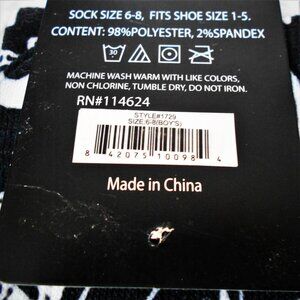 SOCK SIZE 6-8, FITS SHOE SIZE 1-5.
CONTENT: 98%POLYESTER, 2%SPANDEX
30
MACHINE WASH WARM WITH LIKE COLORS,
NON CHLORINE, TUMBLE DRY, DO NOT IRON.
RN#114624
STYLE#1729
SIZE:6-8(BOY'S)
8 42075 10098 4
Made in China